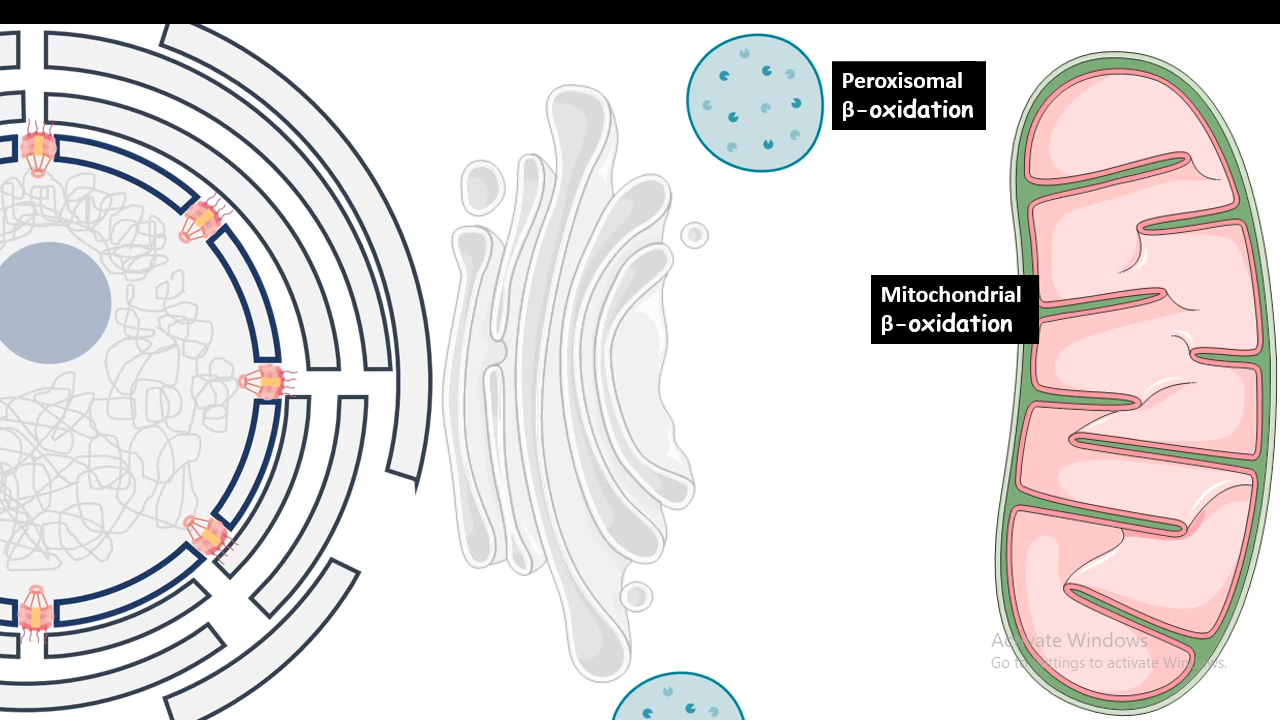 Peroxisomal
β-oxidation
Mitochondrial
β-oxidation
Activate Windows
Go to Settings to activate Windows.